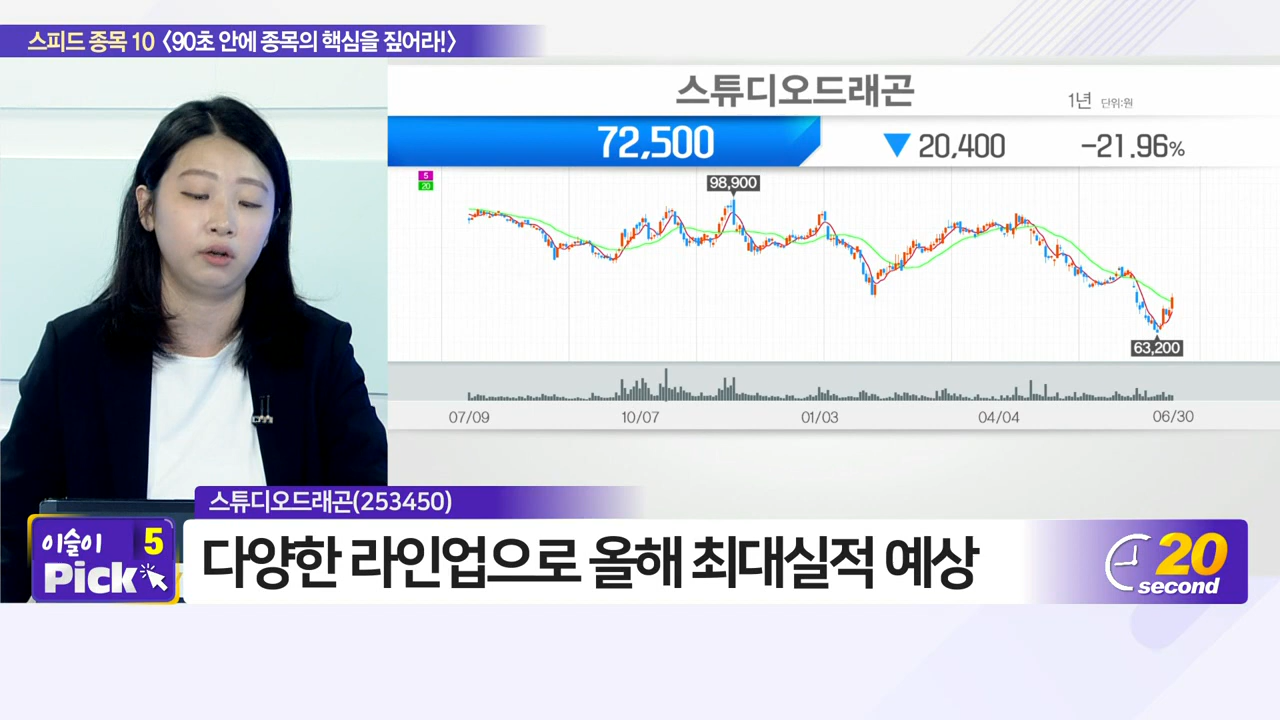 스피드 종목 10 〈90초 안에 종목의 핵심을 짚어라!〉
스튜디오드래곤
1년 단위:원
72,500 ▼ 20,400 -21.96%
5
20
98,900
63,200
07/09 10/07 01/03 04/04 06/30
스튜디오드래곤(253450)
이슬이 5
Pick
다양한 라인업으로 올해 최대실적 예상
20
second